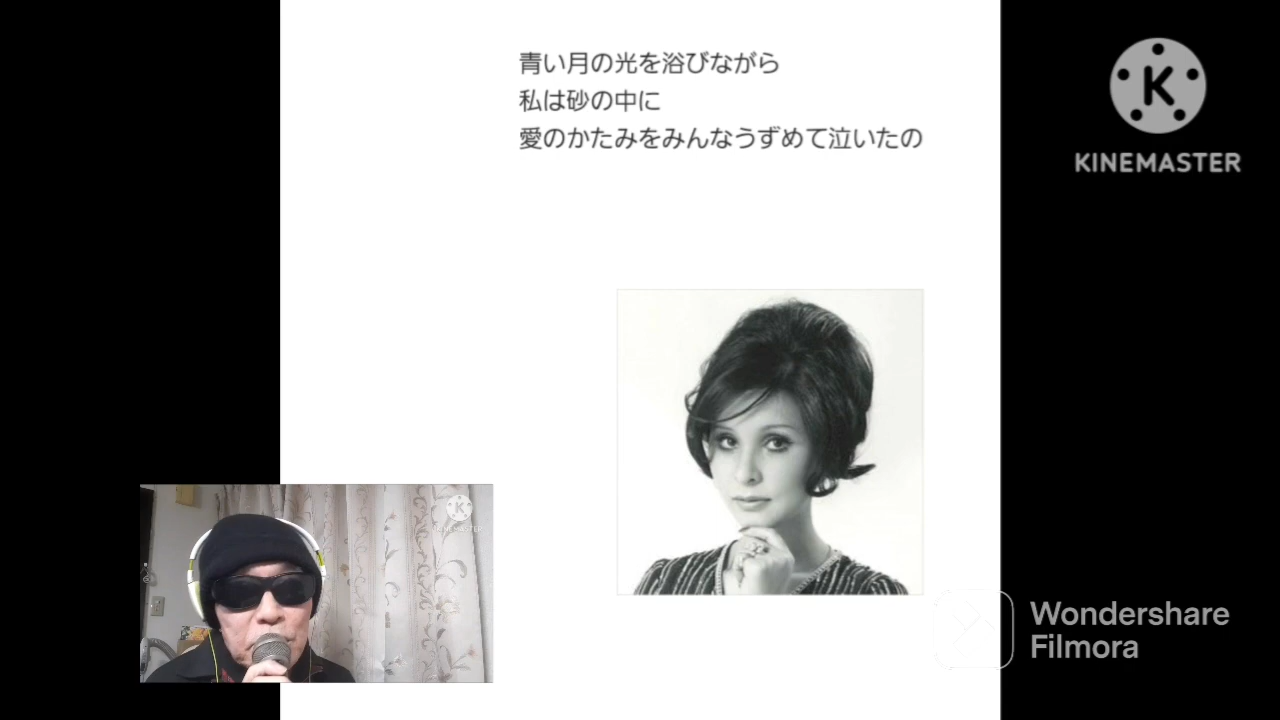 青い月の光を浴びながら
私は砂の中に
愛のかたみをみんなうずめて泣いたの
K
KINEMASTER
K
KINEMASTER
Wondershare
Filmora